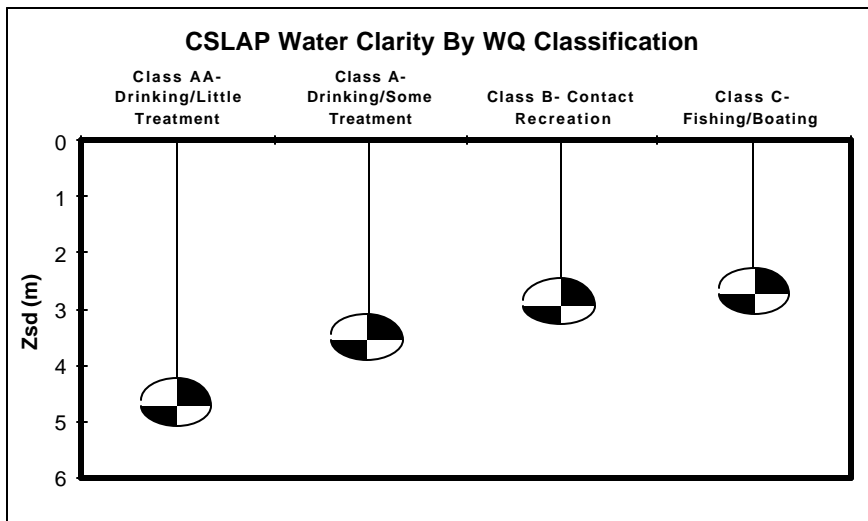 CSLAP Water Clarity By WQ Classification
Class AA-
Drinking/Little
Treatment
Class A-
Drinking/Some
Treatment
Class B- Contact
Recreation
Class C-
Fishing/Boating
0
1
2
3
4
5
6
Zsd (m)